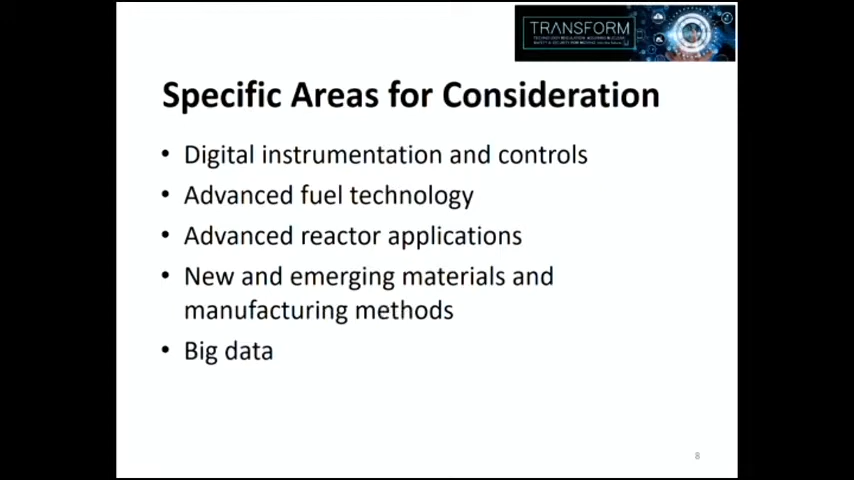 TRANSFORM
Specific Areas for Consideration
• Digital instrumentation and controls
• Advanced fuel technology
• Advanced reactor applications
• New and emerging materials and
manufacturing methods
• Big data
8